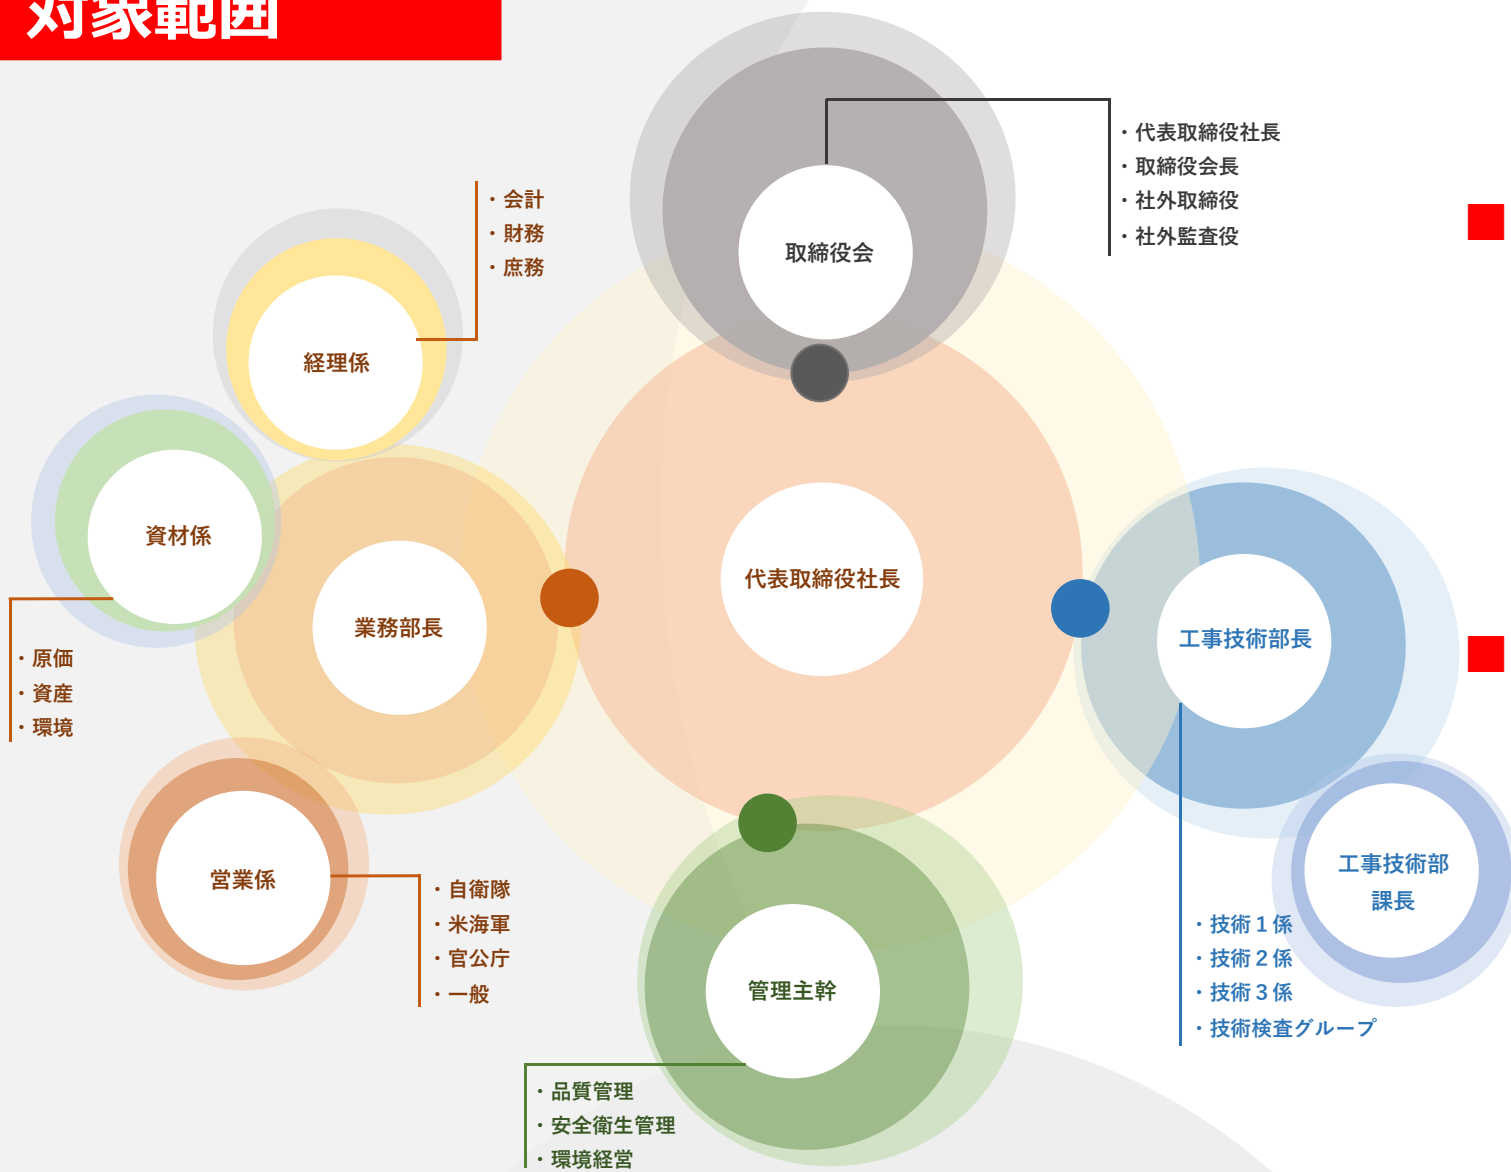 対象範囲
・代表取締役社長
・取締役会長
・社外取締役
・社外監査役
取締役会
・会計
・財務
・庶務
経理係
資材係
・原価
・資産
・環境
業務部長
代表取締役社長
工事技術部長
営業係
・自衛隊
・米海軍
・官公庁
・一般
工事技術部
課長
・技術１係
・技術２係
・技術３係
・技術検査グループ
管理主幹
・品質管理
・安全衛生管理
・環境経営